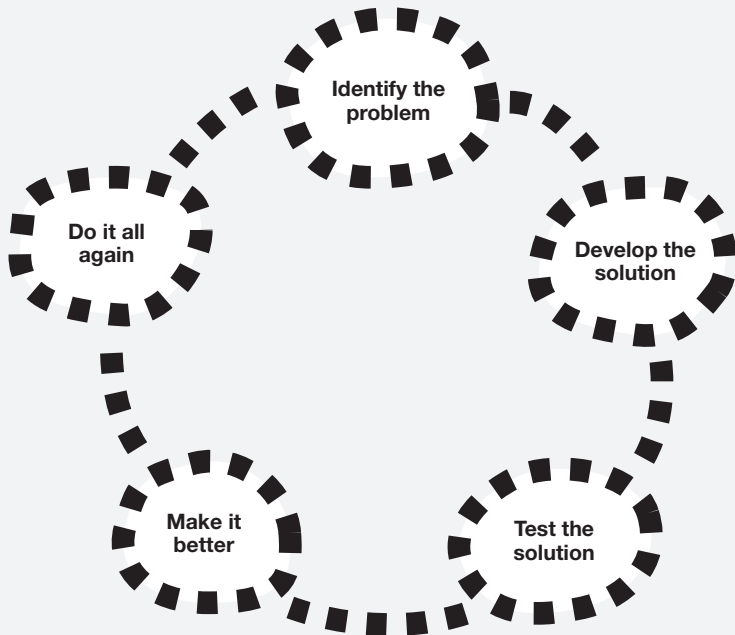 Identify the
problem
Develop the
solution
Test the
solution
Make it
better
Do it all
again